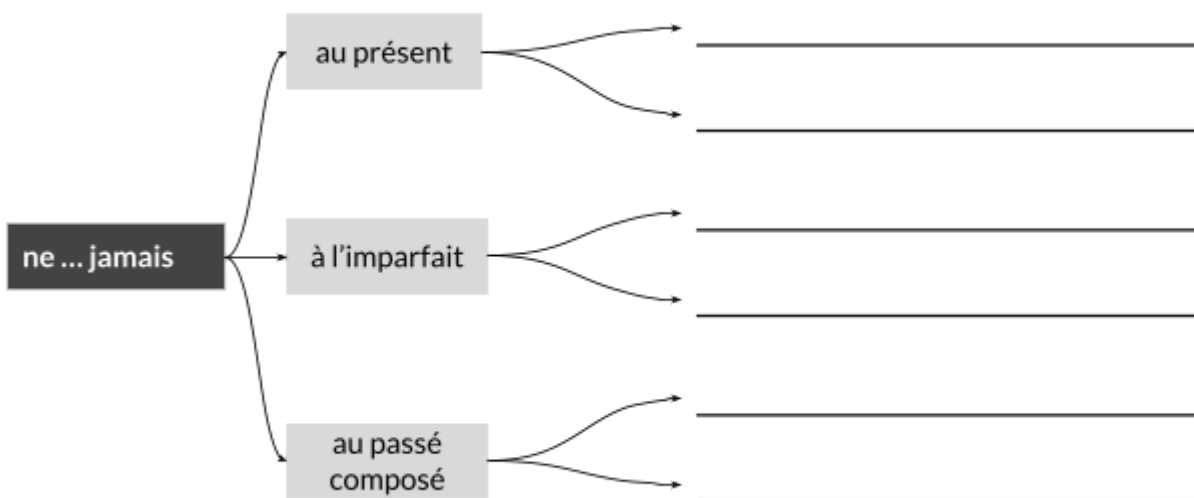 au présent
ne ... jamais
à l’imparfait
au passé
composé